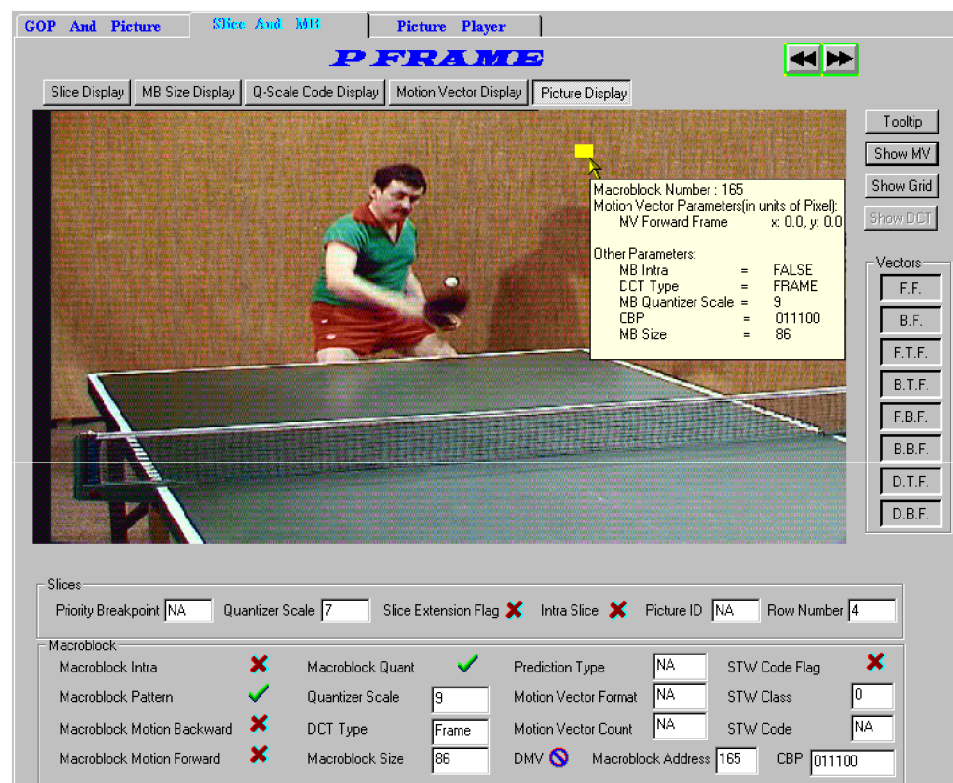 GOP And Picture Slice And MB Picture Player
P FRAME
Slice Display MB Size Display Q-Scale Code Display Motion Vector Display Picture Display
Tooltip
Show MV
Show Grid
Show DCT
Macroblock Number : 165
Motion Vector Parameters(in units of Pixel):
MV Forward Frame x: 0.0, y: 0.0
Other Parameters:
MB Intra = FALSE
DCT Type = FRAME
MB Quantizer Scale = 9
CBP = 011100
MB Size = 86
Vectors
F.F.
B.F.
F.T.F.
B.T.F.
F.B.F.
B.B.F.
D.T.F.
D.B.F.
Slices
Priority Breakpoint NA Quantizer Scale 7 Slice Extension Flag Intra Slice Picture ID NA Row Number 4
Macroblock
Macroblock Intra Macroblock Quant Prediction Type NA STW Code Flag
Macroblock Pattern Quantizer Scale 9 Motion Vector Format NA STW Class 0
Macroblock Motion Backward DCT Type Frame Motion Vector Count NA STW Code NA
Macroblock Motion Forward Macroblock Size 86 DMV Macroblock Address 165 CBP 011100